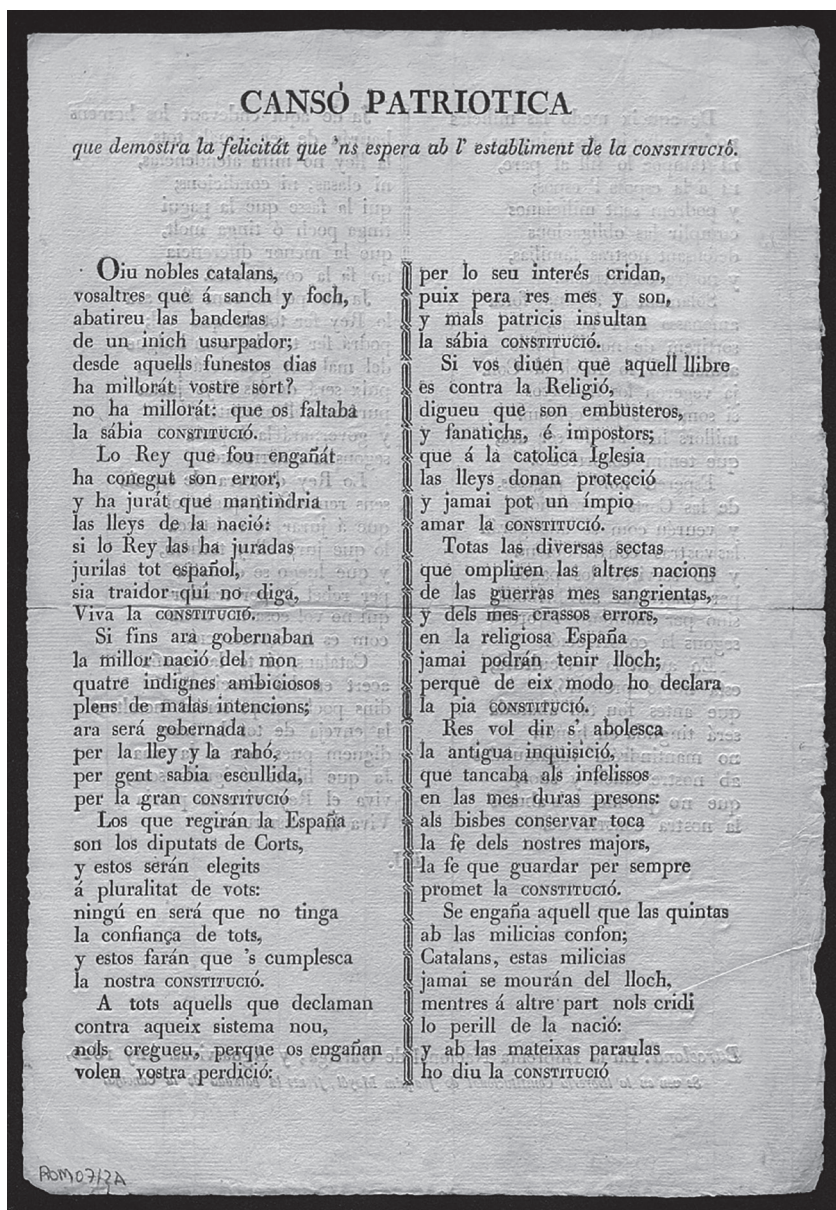 CANSÓ PATRIOTICA
que demostra la felicitát que 'ns espera ab l' establiment de la CONSTITUCIÓ.
Oiu nobles catalans,
vosaltres que á sanch y foch,
abatireu las banderas
de un inich usurpador;
desde aquells funestos dias
ha millorát vostre sort?
no ha millorát: que os faltaba
la sábia CONSTITUCIÓ.
Lo Rey que fou engañát
ha conegut son error,
y ha jurát que mantindria
las lleys de la nació:
si lo Rey las ha juradas
jurilas tot español,
sia traidor qui no diga,
Viva la CONSTITUCIÓ.
Si fins ara gobernaban
la millor nació del mon
quatre indignes ambiciosos
plens de malas intencions;
ara será gobernada
per la lley y la rahó,
per gent sabia escullida,
per la gran CONSTITUCIÓ
Los que regirán la España
son los diputats de Corts,
y estos serán elegits
á pluralitat de vots:
ningú en será que no tinga
la confiança de tots,
y estos farán que 's cumplesca
la nostra CONSTITUCIÓ.
A tots aquells que declaman
contra aqueix sistema nou,
nols cregueu, perque os engañan
volen vostra perdició:
per lo seu interés cridan,
puix pera res mes y son,
y mals patricis insultan
la sábia CONSTITUCIÓ.
Si vos diuen que aquell llibre
es contra la Religió,
digueu que son embusteros,
y fanatichs, é impostors;
que á la catolica Iglesia
las lleys donan protecció
y jamai pot un ímpio
amar la CONSTITUCIÓ.
Totas las diversas sectas
que ompliren las altres nacions
de las guerras mes sangrientas,
y dels mes crassos errors,
en la religiosa España
jamai podrán tenir lloch;
perque de eix modo ho declara
la pia CONSTITUCIÓ.
Res vol dir s' abolesca
la antigua inquisició,
que tancaba als infelissos
en las mes duras presons:
als bisbes conservar toca
la fe dels nostres majors,
la fe que guardar per sempre
promet la CONSTITUCIÓ.
Se engaña aquell que las quintas
ab las milicias confon;
Catalans, estas milicias
jamai se mourán del lloch,
mentres á altre part nols cridi
lo perill de la nació:
y ab las mateixas paraulas
ho diu la CONSTITUCIÓ